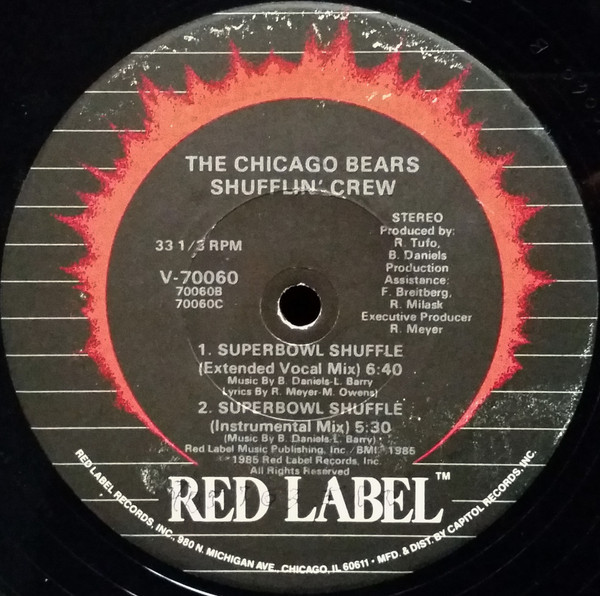 THE CHICAGO BEARS
SHUFFLIN' CREW
33 1/3 RPM
V-70060
70060B
70060C
STEREO
Produced by:
R. Tufo,
B. Daniels
Production
Assistance:
F. Breitberg,
R. Milask
Executive Producer
R. Meyer
1. SUPERBOWL SHUFFLE
(Extended Vocal Mix) 6:40
Music By B. Daniels-L. Barry
Lyrics By R. Meyer-M. Owens)
2. SUPERBOWL SHUFFLE
(Instrumental Mix) 5:30
(Music By B. Daniels-L. Barry)
Red Label Music Publishing, Inc./BMI 1985
1985 Red Label Records, Inc.
All Rights Reserved
RED LABEL™
RED LABEL RECORDS, INC., 980 N. MICHIGAN AVE., CHICAGO, IL 60611 • MFD. & DIST. BY CAPITOL RECORDS, INC.